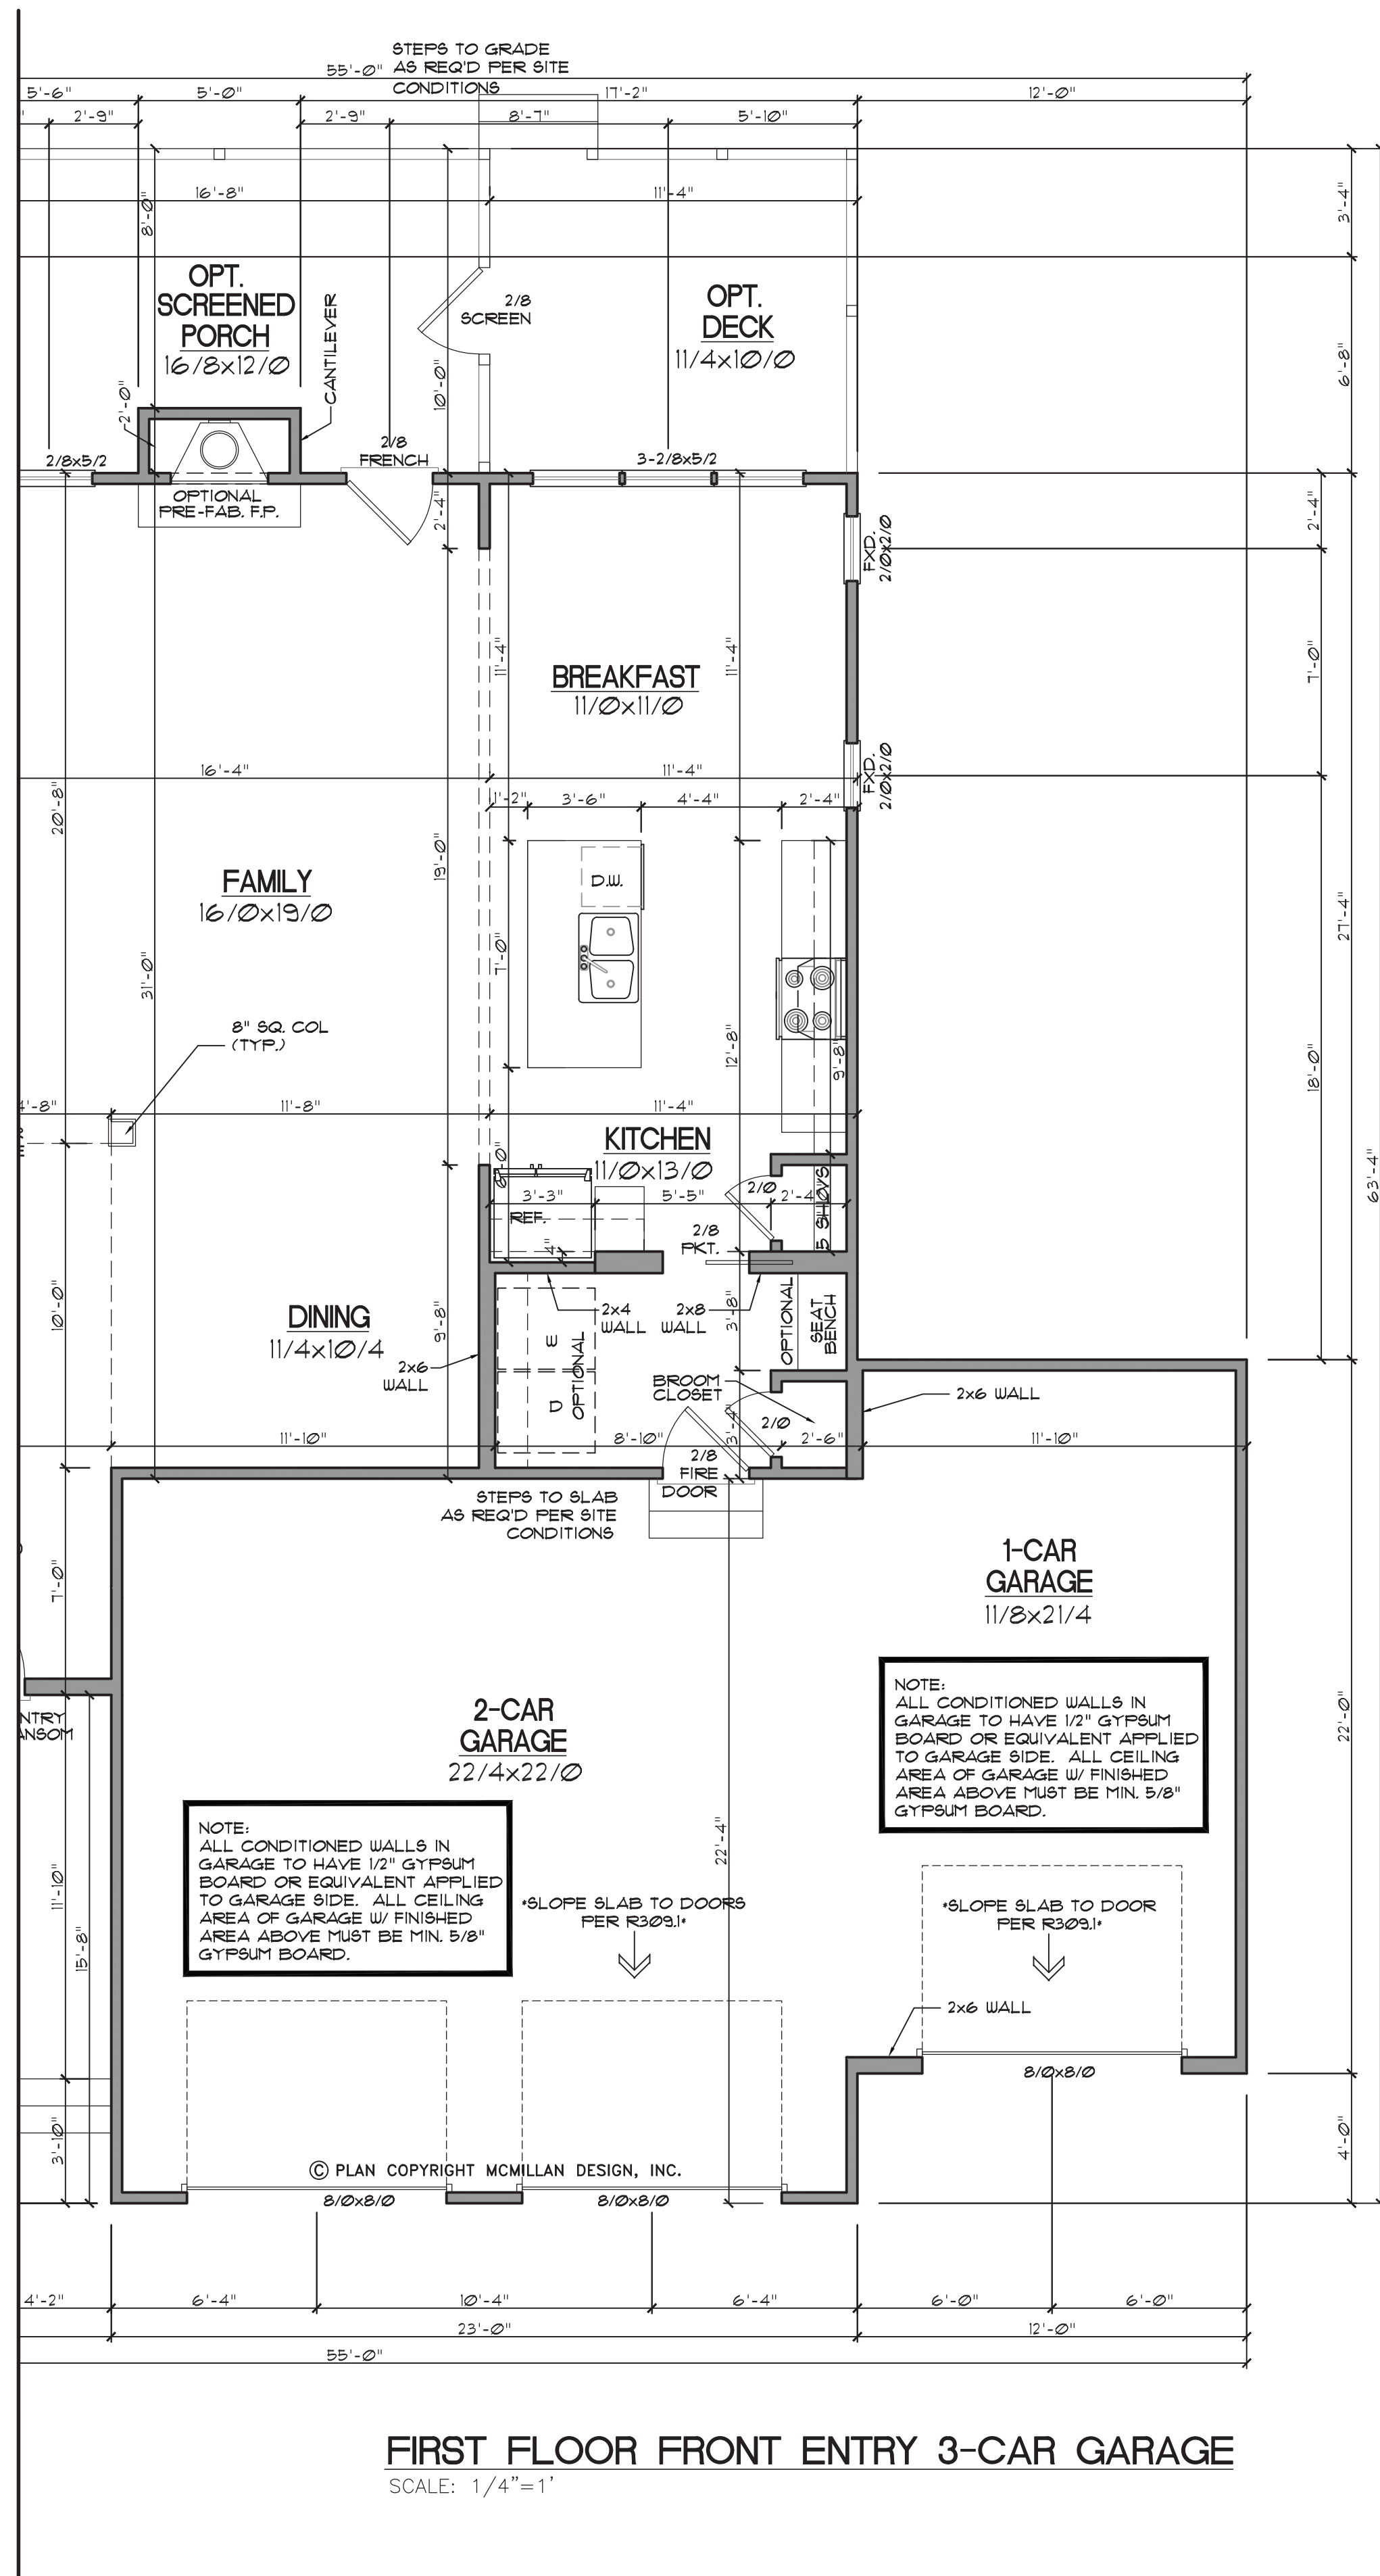 STEPS TO GRADE
55'-0" AS REQ'D PER SITE
CONDITIONS
5'-6" 5'-0" 17'-2" 12'-0"
2'-9" 2'-9" 8'-7" 5'-10"
16'-8" 11'-4"
8'-0"
3'-4"
OPT.
SCREENED
PORCH
16/8x12/0
CANTILEVER
2/8
SCREEN
OPT.
DECK
11/4x10/0
10'-0"
6'-8"
2'-0"
2/8x5/2
2/8
FRENCH
3-2/8x5/2
OPTIONAL
PRE-FAB. F.P.
2'-4"
2'-4"
FXD.
2/0x2/0
11'-4"
11'-4"
7'-0"
BREAKFAST
11/0x11/0
16'-4" 11'-4"
FXD.
2/0x2/0
1'-2" 3'-6" 4'-4" 2'-4"
20'-8"
19'-0"
D.W.
FAMILY
16/0x19/0
27'-4"
7'-0"
31'-0"
8" SQ. COL
(TYP.)
12'-8"
9'-8"
18'-0"
4'-8" 11'-8" 11'-4"
KITCHEN
11/0x13/0
63'-4"
3'-3" 5'-5" 2/0 2'-4"
REF.
5 SHLVS
2/8
PKT.
4"
10'-0"
DINING
11/4x10/4
9'-8"
2x4
WALL
2x8
WALL
3'-8"
OPTIONAL
SEAT
BENCH
W
D
OPTIONAL
2x6
WALL
BROOM
CLOSET
2x6 WALL
2/0
11'-10" 8'-10" 2'-6" 11'-10"
2/8
FIRE
DOOR
STEPS TO SLAB
AS REQ'D PER SITE
CONDITIONS
7'-0"
1-CAR
GARAGE
11/8x21/4
NOTE:
ALL CONDITIONED WALLS IN
GARAGE TO HAVE 1/2" GYPSUM
BOARD OR EQUIVALENT APPLIED
TO GARAGE SIDE. ALL CEILING
AREA OF GARAGE W/ FINISHED
AREA ABOVE MUST BE MIN. 5/8"
GYPSUM BOARD.
2-CAR
GARAGE
22/4x22/0
22'-0"
NOTE:
ALL CONDITIONED WALLS IN
GARAGE TO HAVE 1/2" GYPSUM
BOARD OR EQUIVALENT APPLIED
TO GARAGE SIDE. ALL CEILING
AREA OF GARAGE W/ FINISHED
AREA ABOVE MUST BE MIN. 5/8"
GYPSUM BOARD.
22'-4"
11'-10"
15'-8"
*SLOPE SLAB TO DOORS
PER R309.1*
*SLOPE SLAB TO DOOR
PER R309.1*
2x6 WALL
8/0x8/0
3'-10"
4'-0"
© PLAN COPYRIGHT MCMILLAN DESIGN, INC.
8/0x8/0 8/0x8/0
4'-2" 6'-4" 10'-4" 6'-4" 6'-0" 6'-0"
23'-0" 12'-0"
55'-0"
FIRST FLOOR FRONT ENTRY 3-CAR GARAGE
SCALE: 1/4"=1'